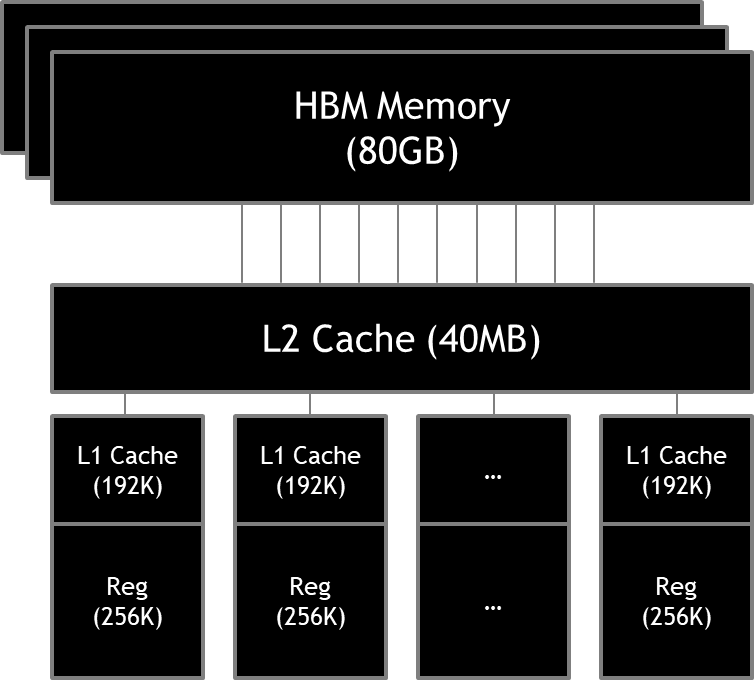 HBM Memory
(80GB)
L2 Cache (40MB)
L1 Cache
(192K)
L1 Cache
(192K)
...
L1 Cache
(192K)
Reg
(256K)
Reg
(256K)
...
Reg
(256K)